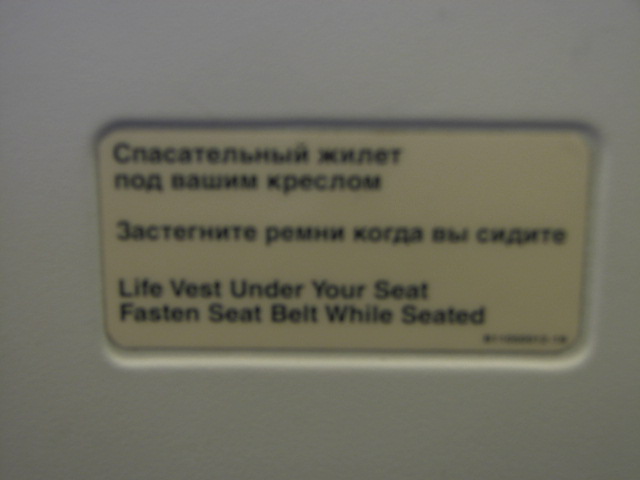 Спасательный жилет
под вашим креслом
Застегните ремни когда вы сидите
Life Vest Under Your Seat
Fasten Seat Belt While Seated